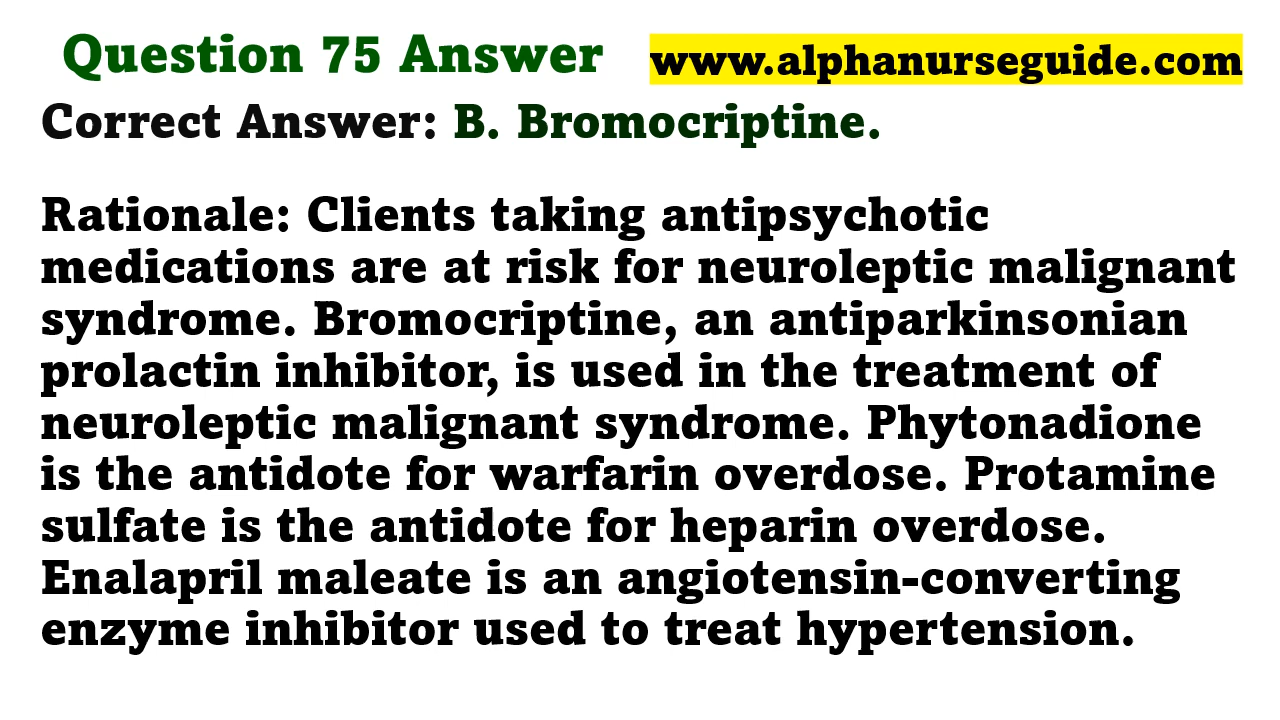 Question 75 Answer www.alphanurseguide.com
Correct Answer: B. Bromocriptine.
Rationale: Clients taking antipsychotic
medications are at risk for neuroleptic malignant
syndrome. Bromocriptine, an antiparkinsonian
prolactin inhibitor, is used in the treatment of
neuroleptic malignant syndrome. Phytonadione
is the antidote for warfarin overdose. Protamine
sulfate is the antidote for heparin overdose.
Enalapril maleate is an angiotensin-converting
enzyme inhibitor used to treat hypertension.